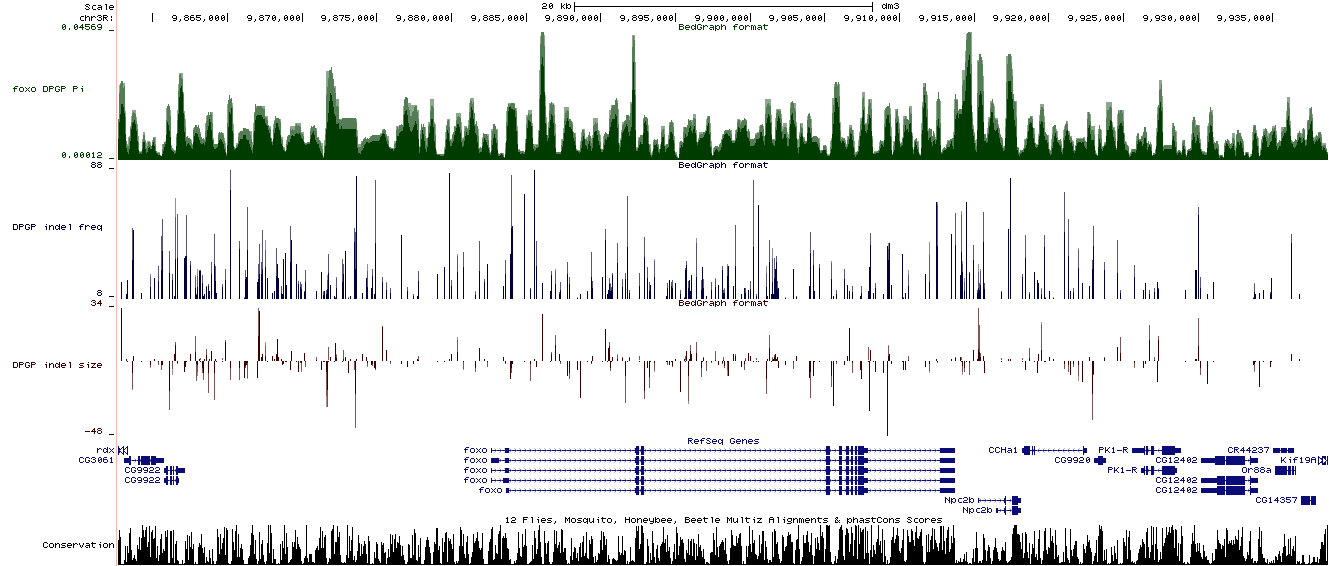 Scale 20 kb dm3
chr3R: 9,865,000 9,870,000 9,875,000 9,880,000 9,885,000 9,890,000 9,895,000 9,900,000 9,905,000 9,910,000 9,915,000 9,920,000 9,925,000 9,930,000 9,935,000
BedGraph format
0.04569 _
foxo DPGP Pi
0.00012 _
BedGraph format
88 _
DPGP indel freq
8 _
BedGraph format
34 _
DPGP indel size
-48 _
RefSeq Genes
rdx foxo CCHa1 PK1-R CR44237
CG3061 foxo CG9920 CG12402 Kif19A
CG9922 foxo PK1-R Or88a
CG9922 foxo CG12402
foxo CG12402
Npc2b CG14357
Npc2b
12 Flies, Mosquito, Honeybee, Beetle Multiz Alignments & phastCons Scores
Conservation